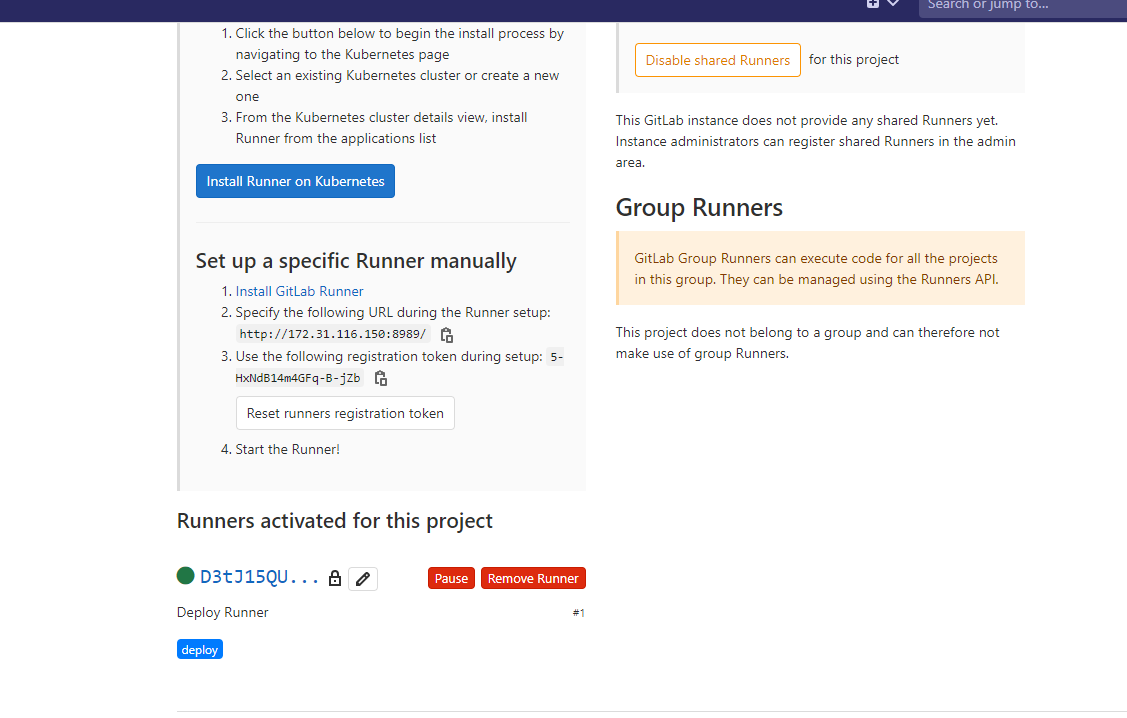 Search or jump to...
1. Click the button below to begin the install process by
navigating to the Kubernetes page
2. Select an existing Kubernetes cluster or create a new
one
3. From the Kubernetes cluster details view, install
Runner from the applications list
Install Runner on Kubernetes
Set up a specific Runner manually
1. Install GitLab Runner
2. Specify the following URL during the Runner setup:
http://172.31.116.150:8989/
3. Use the following registration token during setup: 5-
HxNdB14m4GFq-B-jZb
Reset runners registration token
4. Start the Runner!
Runners activated for this project
D3tJ15QU...
Pause
Remove Runner
Deploy Runner
#1
deploy
Disable shared Runners for this project
This GitLab instance does not provide any shared Runners yet.
Instance administrators can register shared Runners in the admin
area.
Group Runners
GitLab Group Runners can execute code for all the projects
in this group. They can be managed using the Runners API.
This project does not belong to a group and can therefore not
make use of group Runners.